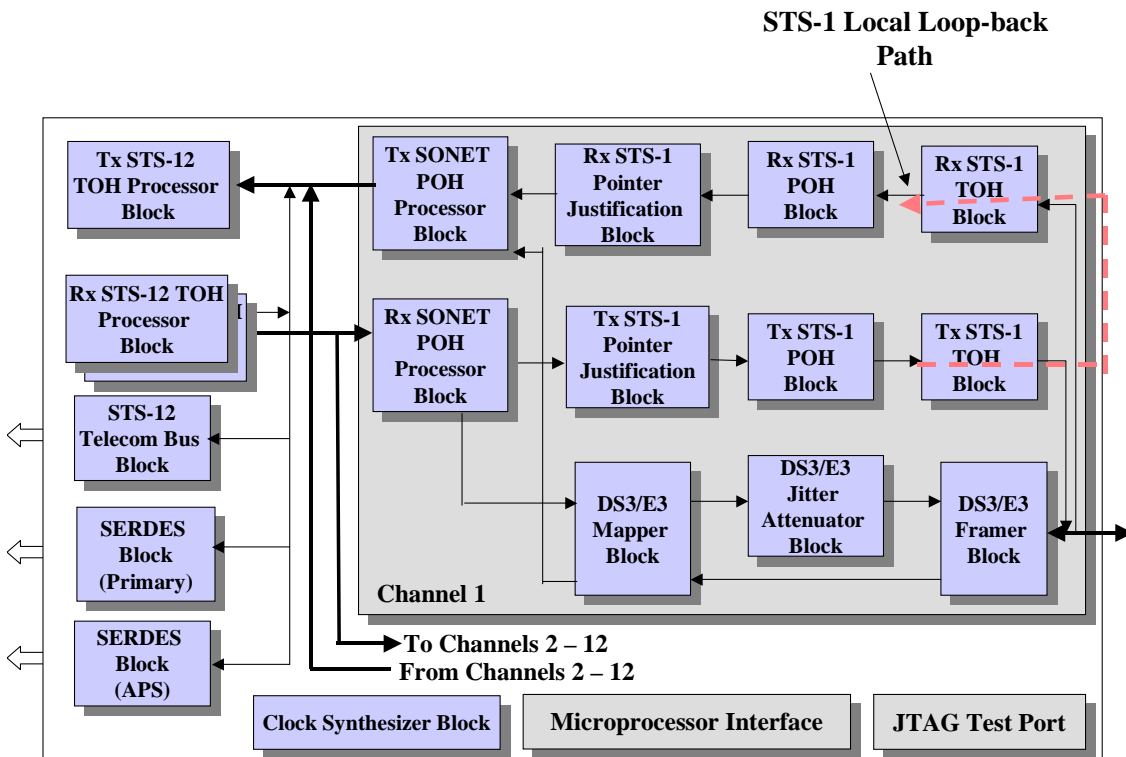 STS-1 Local Loop-back
Path
Tx STS-12
TOH Processor
Block
Tx SONET
POH
Processor
Block
Rx STS-1
Pointer
Justification
Block
Rx STS-1
POH
Block
Rx STS-1
TOH
Block
Rx STS-12 TOH
Processor
Block
Rx SONET
POH
Processor
Block
Tx STS-1
Pointer
Justification
Block
Tx STS-1
POH
Block
Tx STS-1
TOH
Block
STS-12
Telecom Bus
Block
DS3/E3
Mapper
Block
DS3/E3
Jitter
Attenuator
Block
DS3/E3
Framer
Block
SERDES
Block
(Primary)
Channel 1
SERDES
Block
(APS)
To Channels 2 – 12
From Channels 2 – 12
Clock Synthesizer Block
Microprocessor Interface
JTAG Test Port